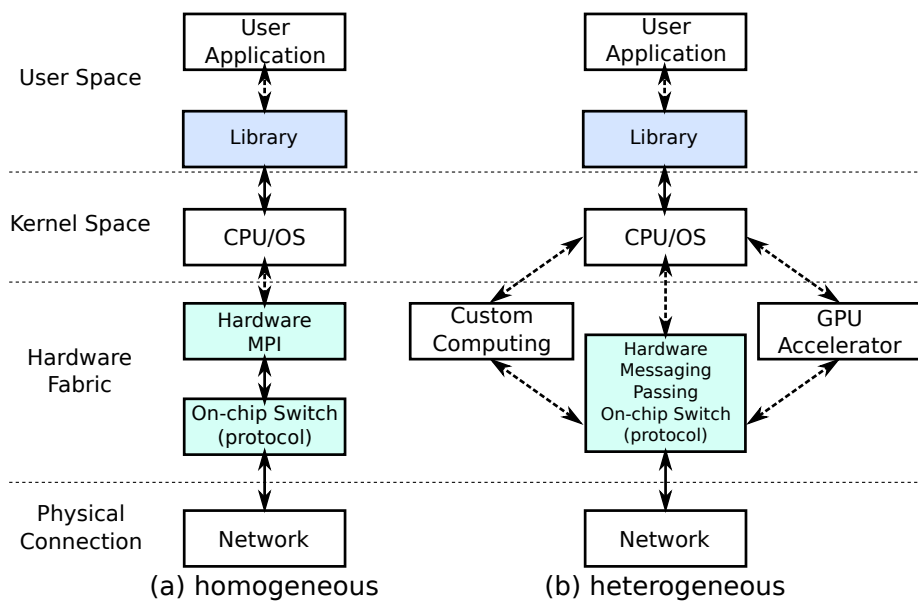 User Space
Kernel Space
Hardware
Fabric
Physical
Connection
User
Application
Library
CPU/OS
Hardware
MPI
On-chip Switch
(protocol)
Network
(a) homogeneous
User
Application
Library
CPU/OS
Custom
Computing
Hardware
Messaging
Passing
On-chip Switch
(protocol)
GPU
Accelerator
Network
(b) heterogeneous